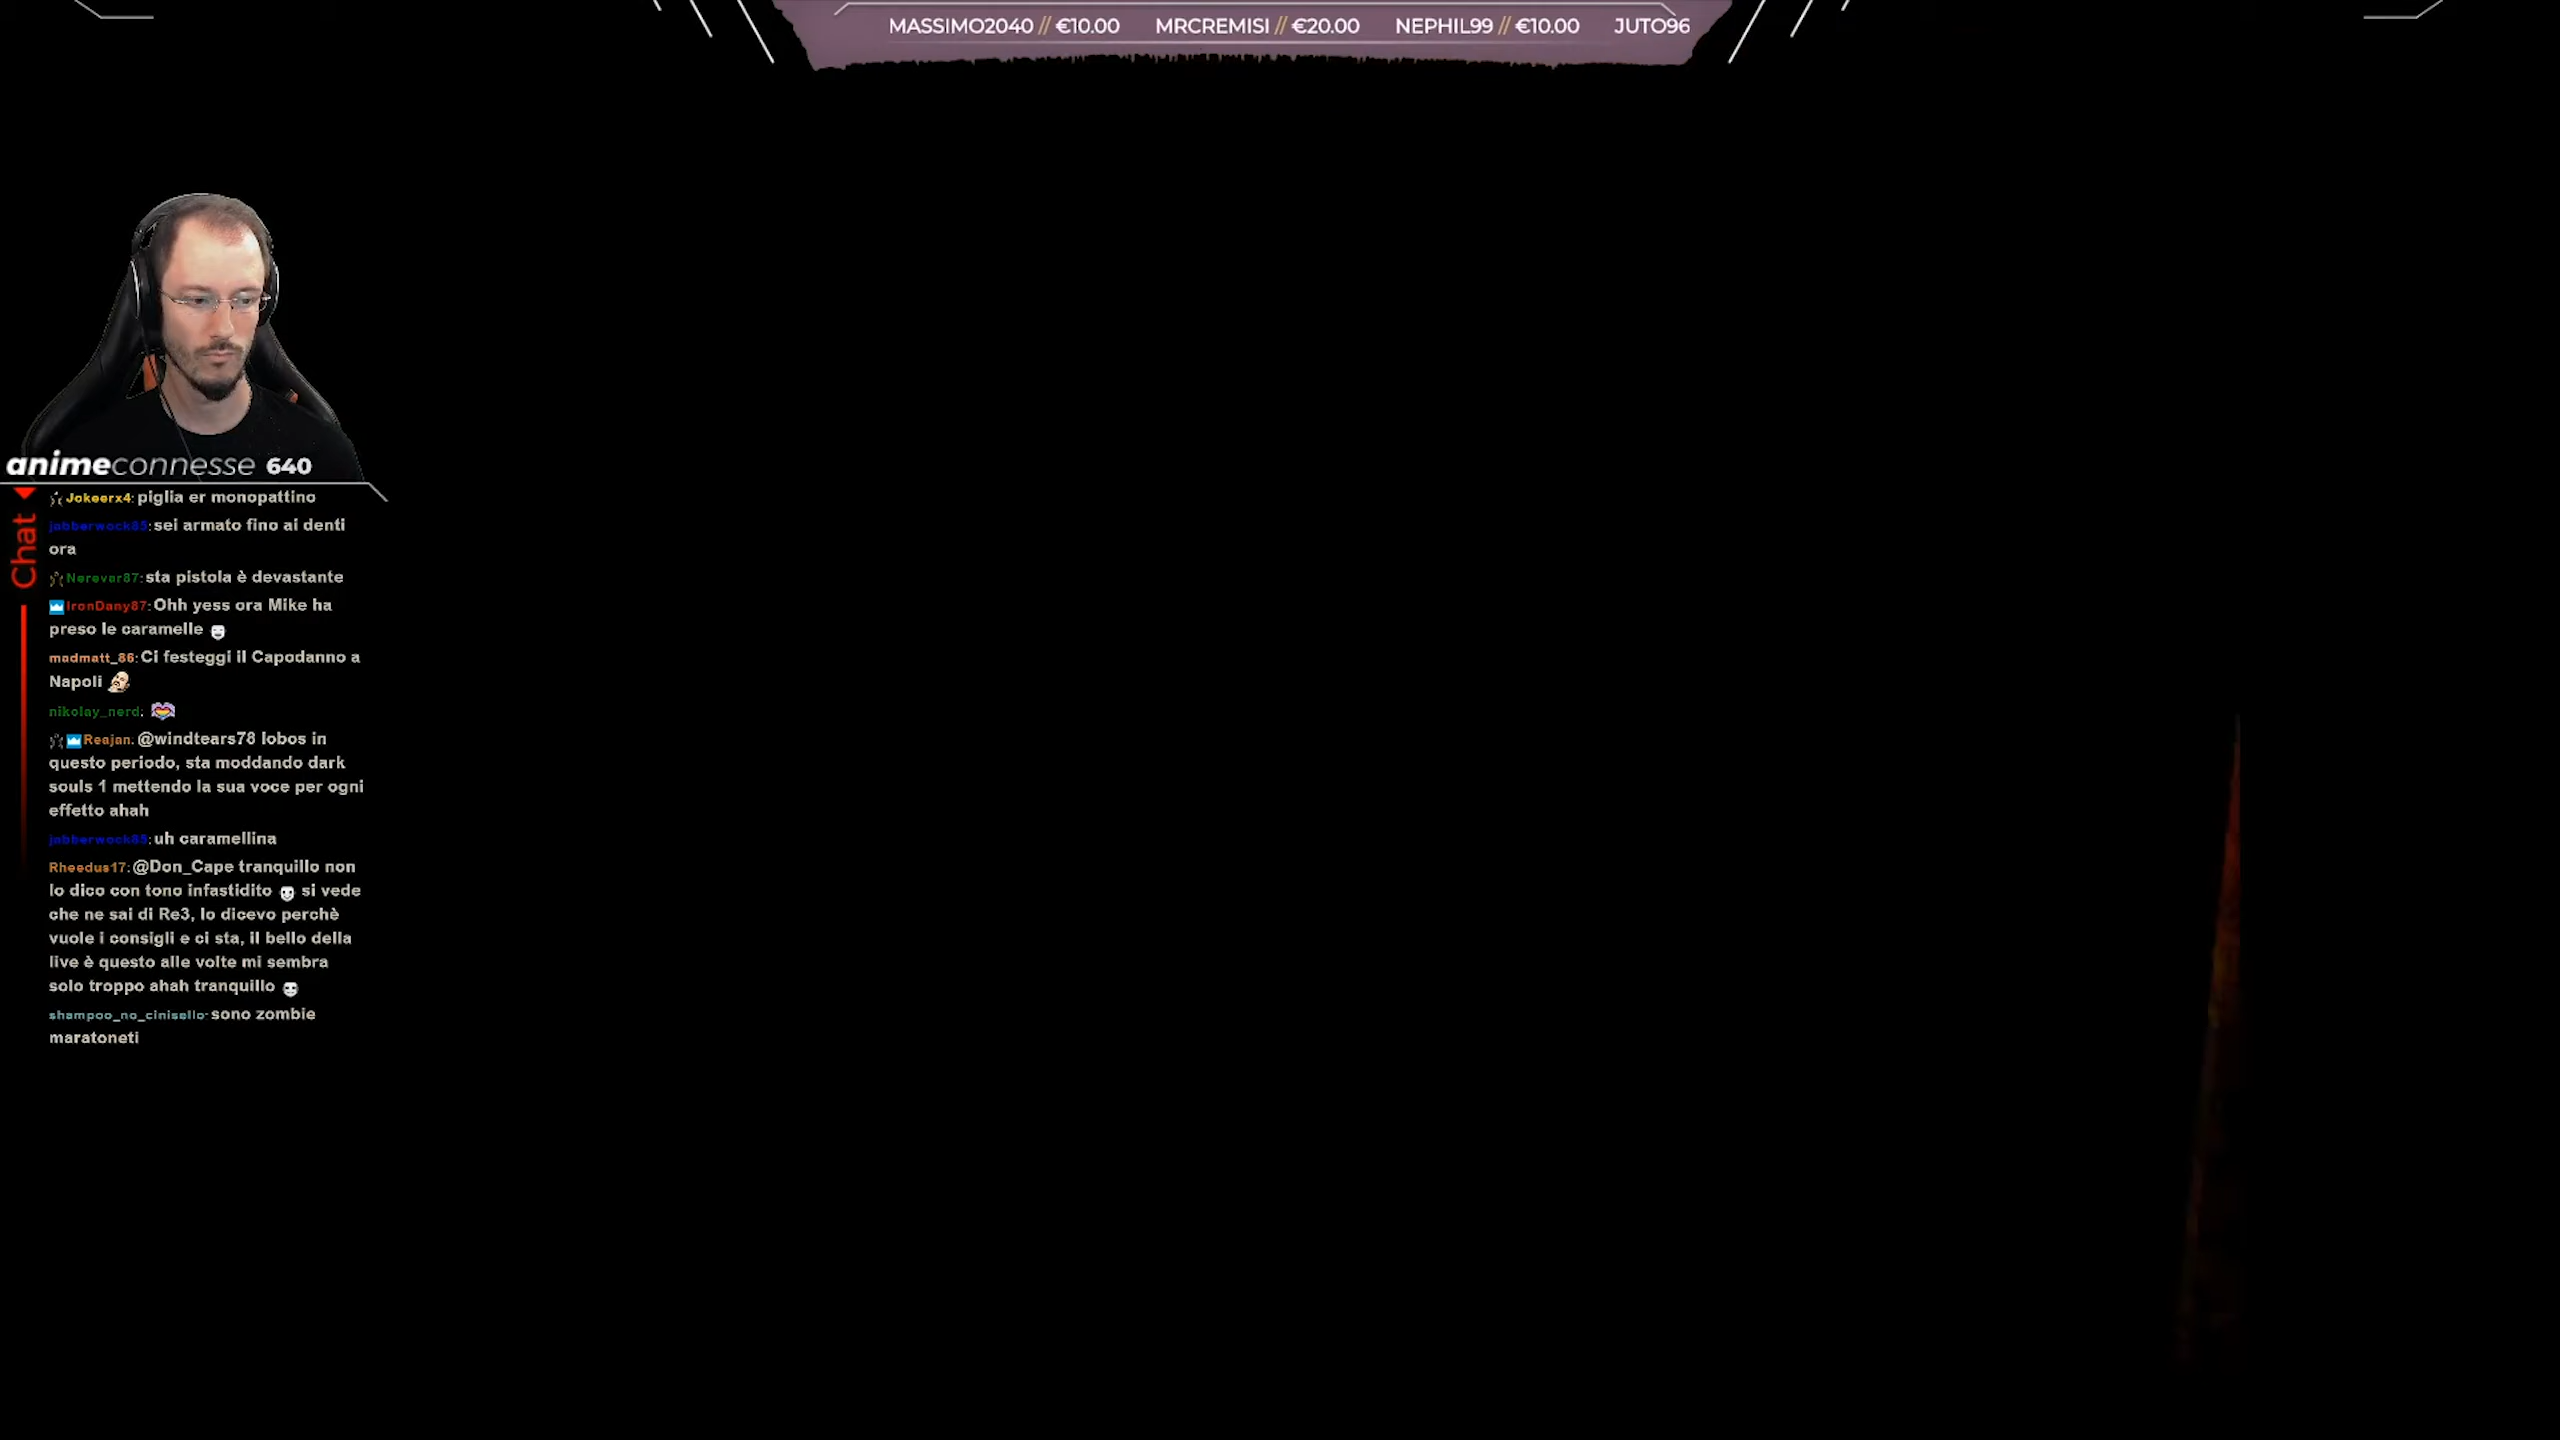 MASSIMO2040 // €10.00 MRCREMISI // €20.00 NEPHIL99 // €10.00 JUTO96
animeconnesse 640
Chat
Jokeerx4: piglia er monopattino
jabberwock85: sei armato fino ai denti
ora
Nerevar87: sta pistola è devastante
IronDany87: Ohh yess ora Mike ha
preso le caramelle
madmatt_86: Ci festeggi il Capodanno a
Napoli
nikolay_nerd:
Reajan: @windtears78 lobos in
questo periodo, sta moddando dark
souls 1 mettendo la sua voce per ogni
effetto ahah
jabberwock85: uh caramellina
Rheedus17: @Don_Cape tranquillo non
lo dico con tono infastidito si vede
che ne sai di Re3, lo dicevo perchè
vuole i consigli e ci sta, il bello della
live è questo alle volte mi sembra
solo troppo ahah tranquillo
shampoo_no_cinisello: sono zombie
maratoneti